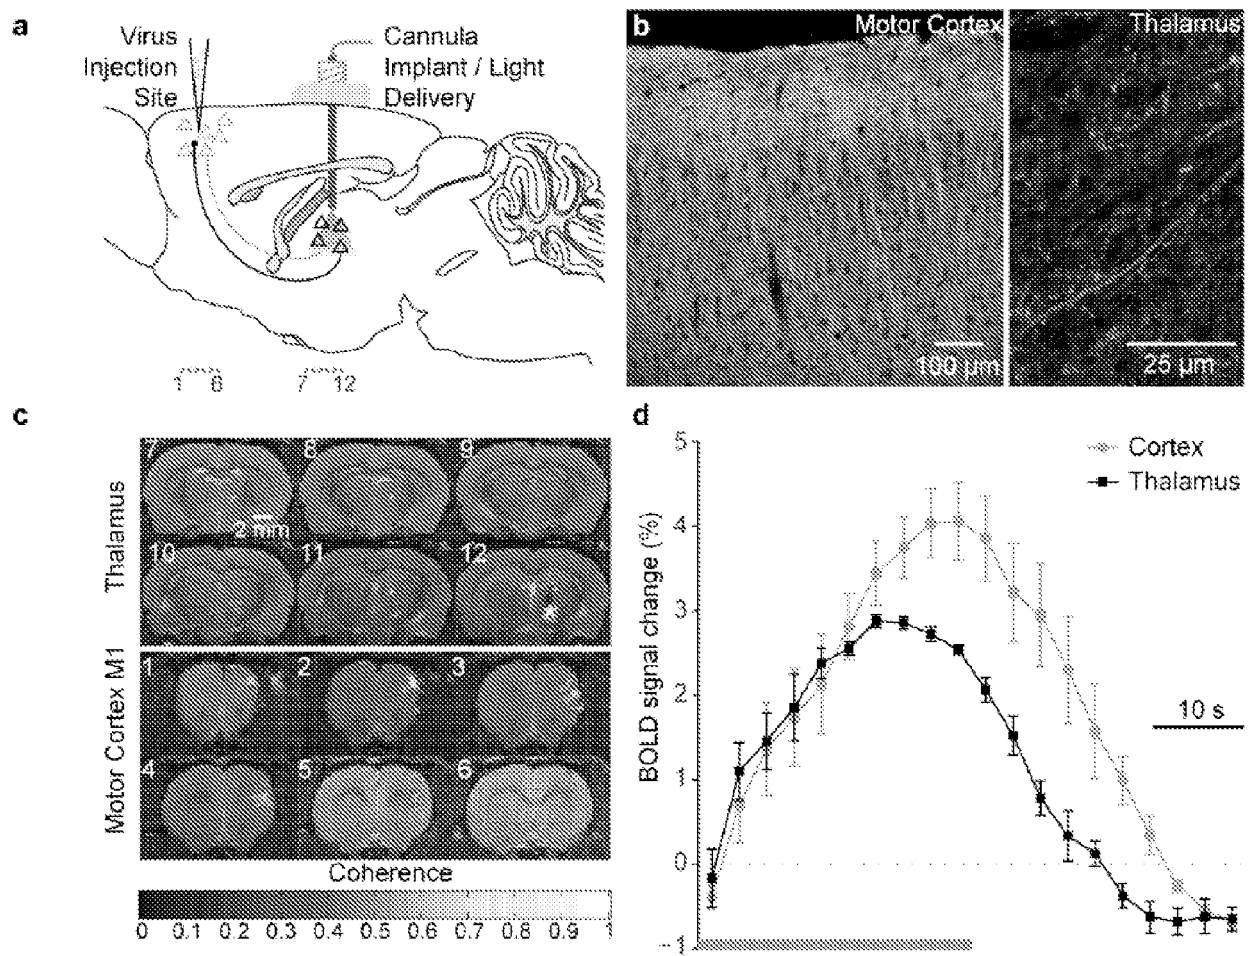 a
Virus
Injection
Site
Cannula
Implant / Light
Delivery
1 6
7 12
b
Motor Cortex
Thalamus
100 µm
25 µm
c
Thalamus
7 8 9
2 mm
10 11 12
Motor Cortex M1
1 2 3
4 5 6
Coherence
0 0.1 0.2 0.3 0.4 0.5 0.6 0.7 0.8 0.9 1
d
BOLD signal change (%)
5
4
3
2
1
0
-1
Cortex
Thalamus
10 s